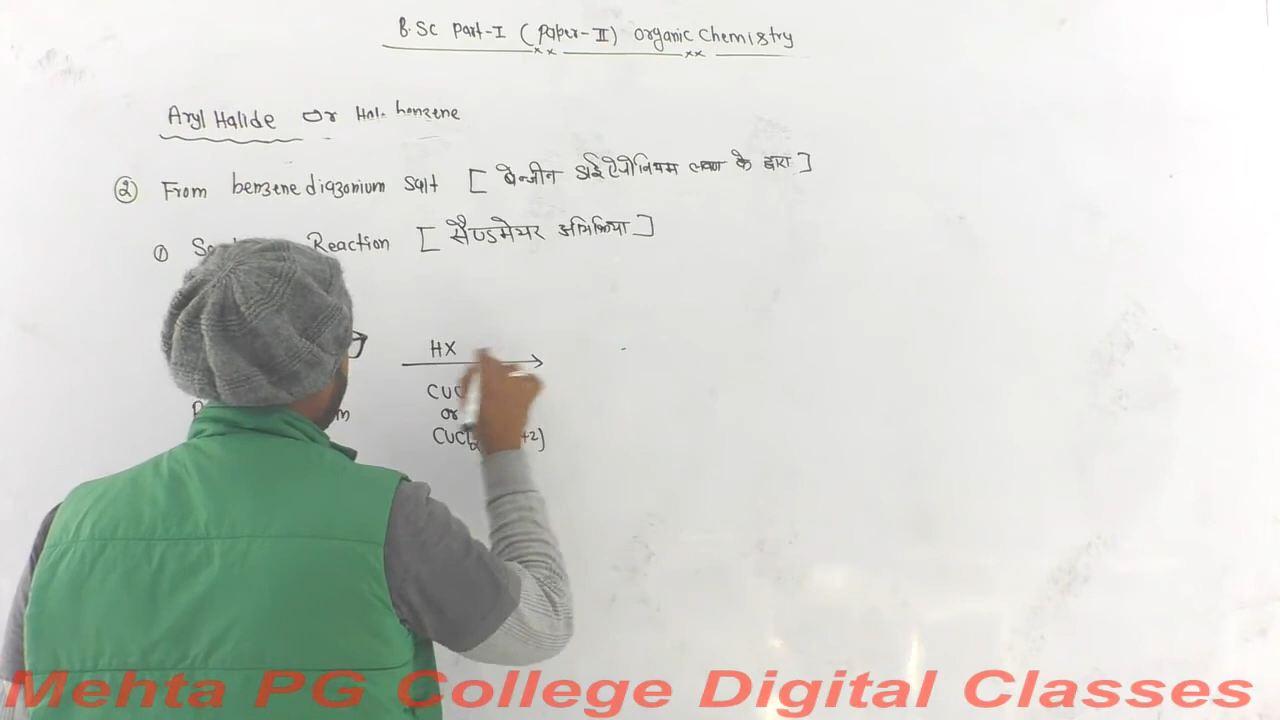 B.Sc Part-I (Paper-II) Organic Chemistry
Aryl Halide Or Halo benzene
② From benzene diazonium Salt [ बेन्जीन डाईऐजोनियम लवण के द्वारा ]
① Reaction [ सैण्डमेयर अभिक्रिया ]
HX
or
Mehta PG College Digital Classes